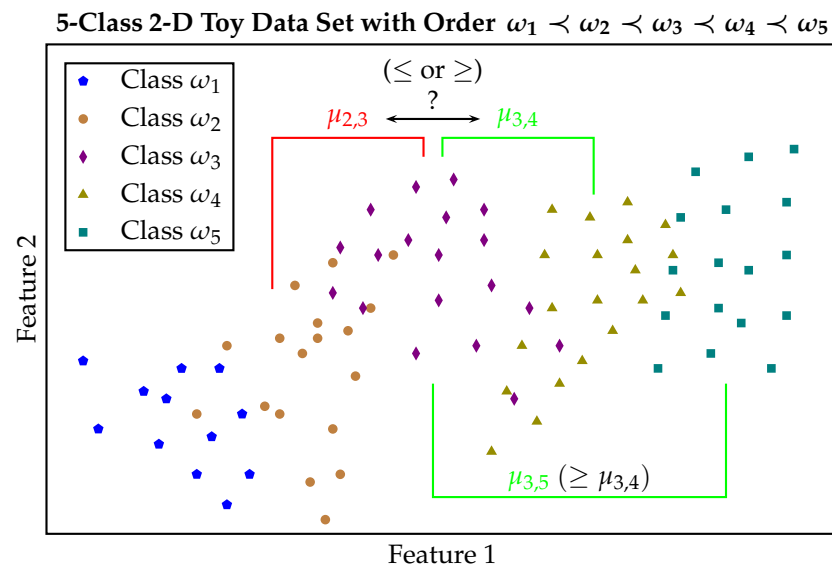 5-Class 2-D Toy Data Set with Order ω₁ ≺ ω₂ ≺ ω₃ ≺ ω₄ ≺ ω₅
Class ω₁
Class ω₂
Class ω₃
Class ω₄
Class ω₅
(≤ or ≥)
?
μ₂,₃
μ₃,₄
μ₃,₅ (≥ μ₃,₄)
Feature 2
Feature 1